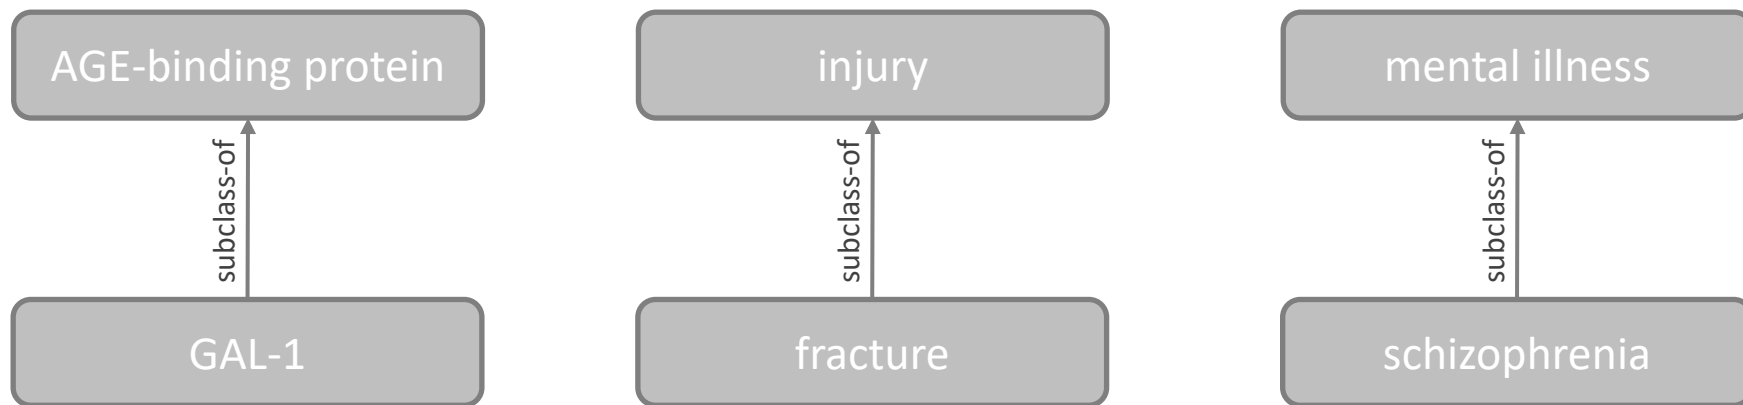 AGE-binding protein
injury
mental illness
subclass-of
subclass-of
subclass-of
GAL-1
fracture
schizophrenia